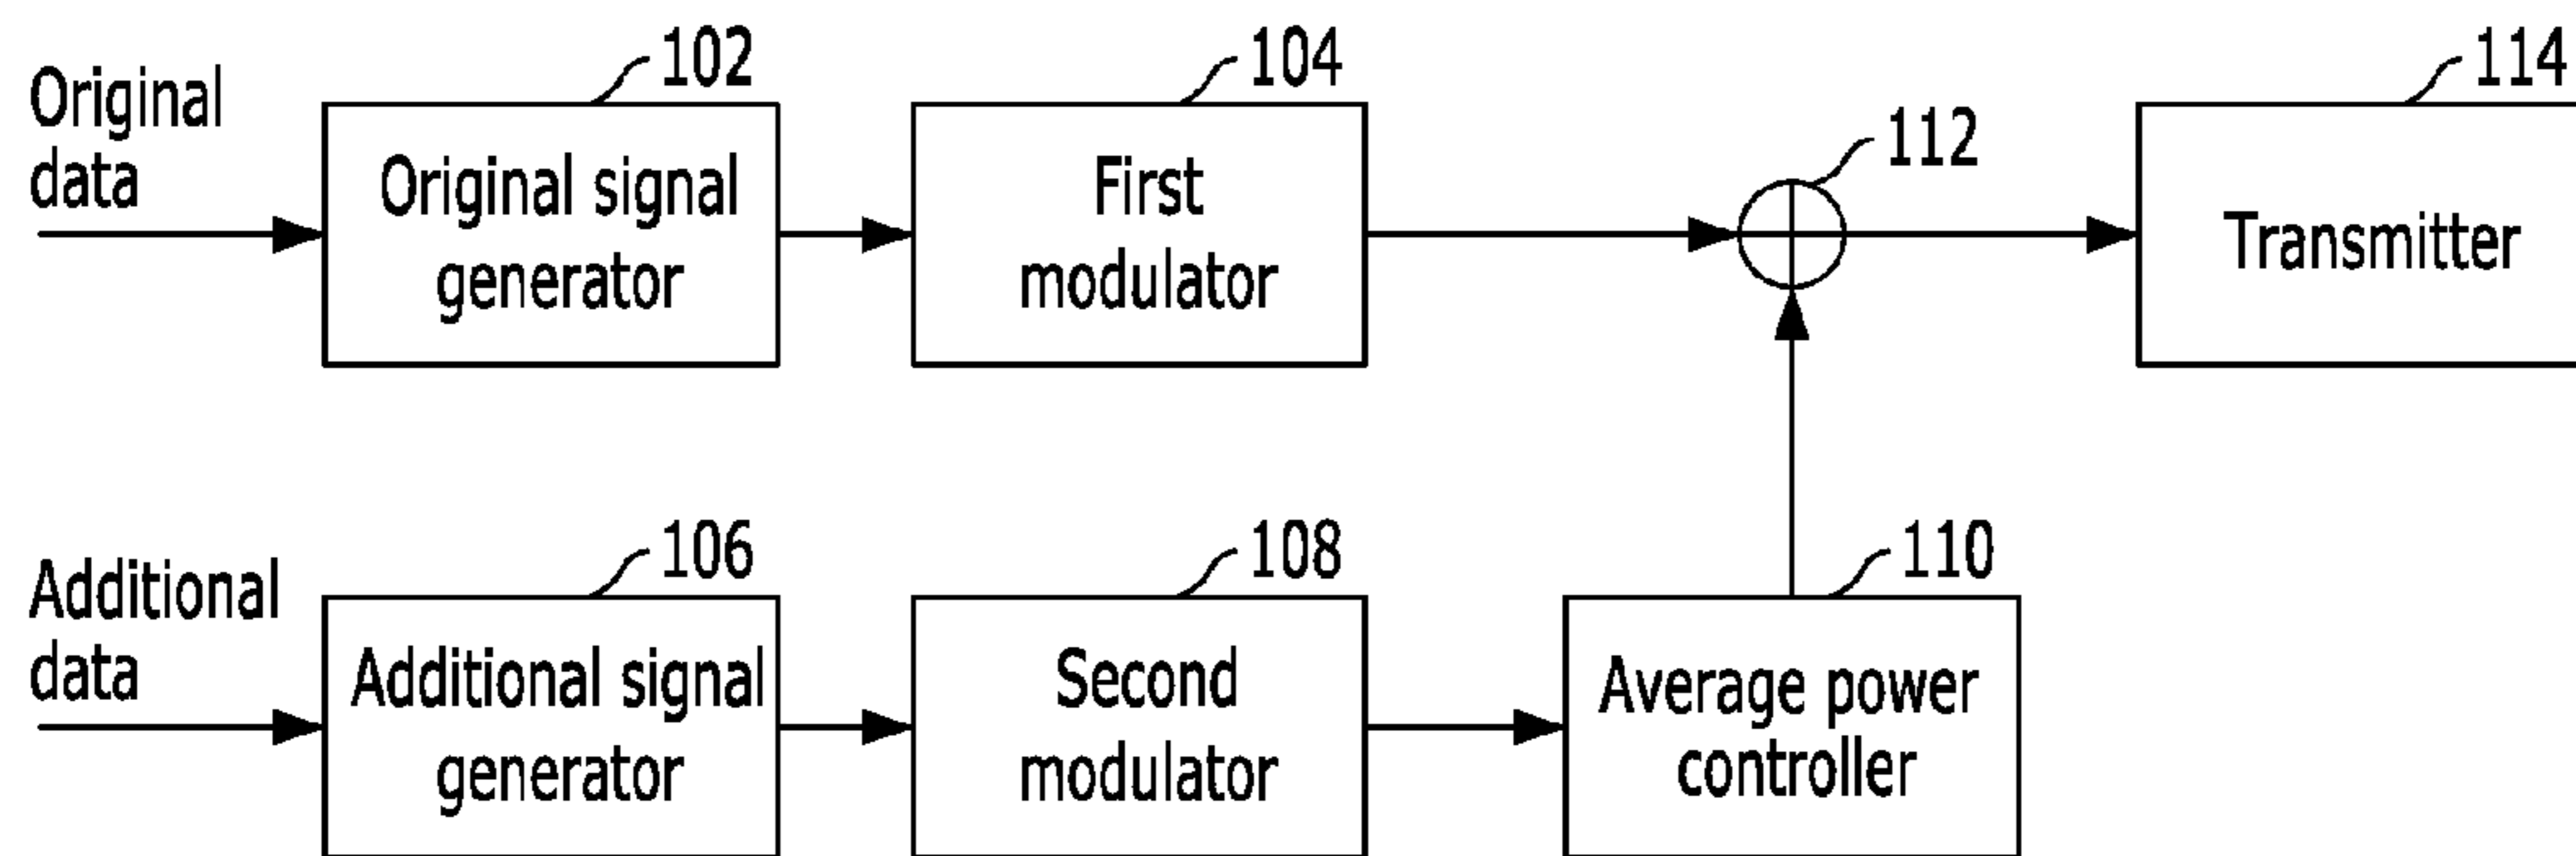 Original
data
102
Original signal
generator
104
First
modulator
112
114
Transmitter
Additional
data
106
Additional signal
generator
108
Second
modulator
110
Average power
controller